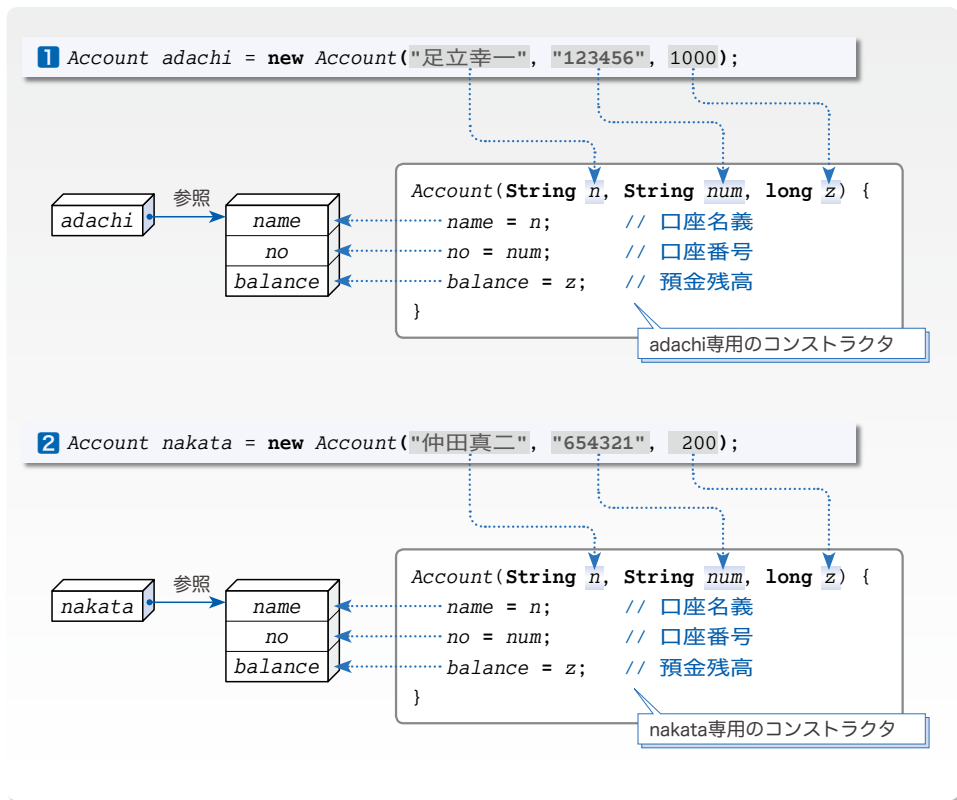 1 Account adachi = new Account("足立幸一", "123456", 1000);
Account(String n, String num, long z) {
参照
adachi
name
name = n; // 口座名義
no
no = num; // 口座番号
balance
balance = z; // 預金残高
}
adachi専用のコンストラクタ
2 Account nakata = new Account("仲田真二", "654321", 200);
Account(String n, String num, long z) {
参照
nakata
name
name = n; // 口座名義
no
no = num; // 口座番号
balance
balance = z; // 預金残高
}
nakata専用のコンストラクタ